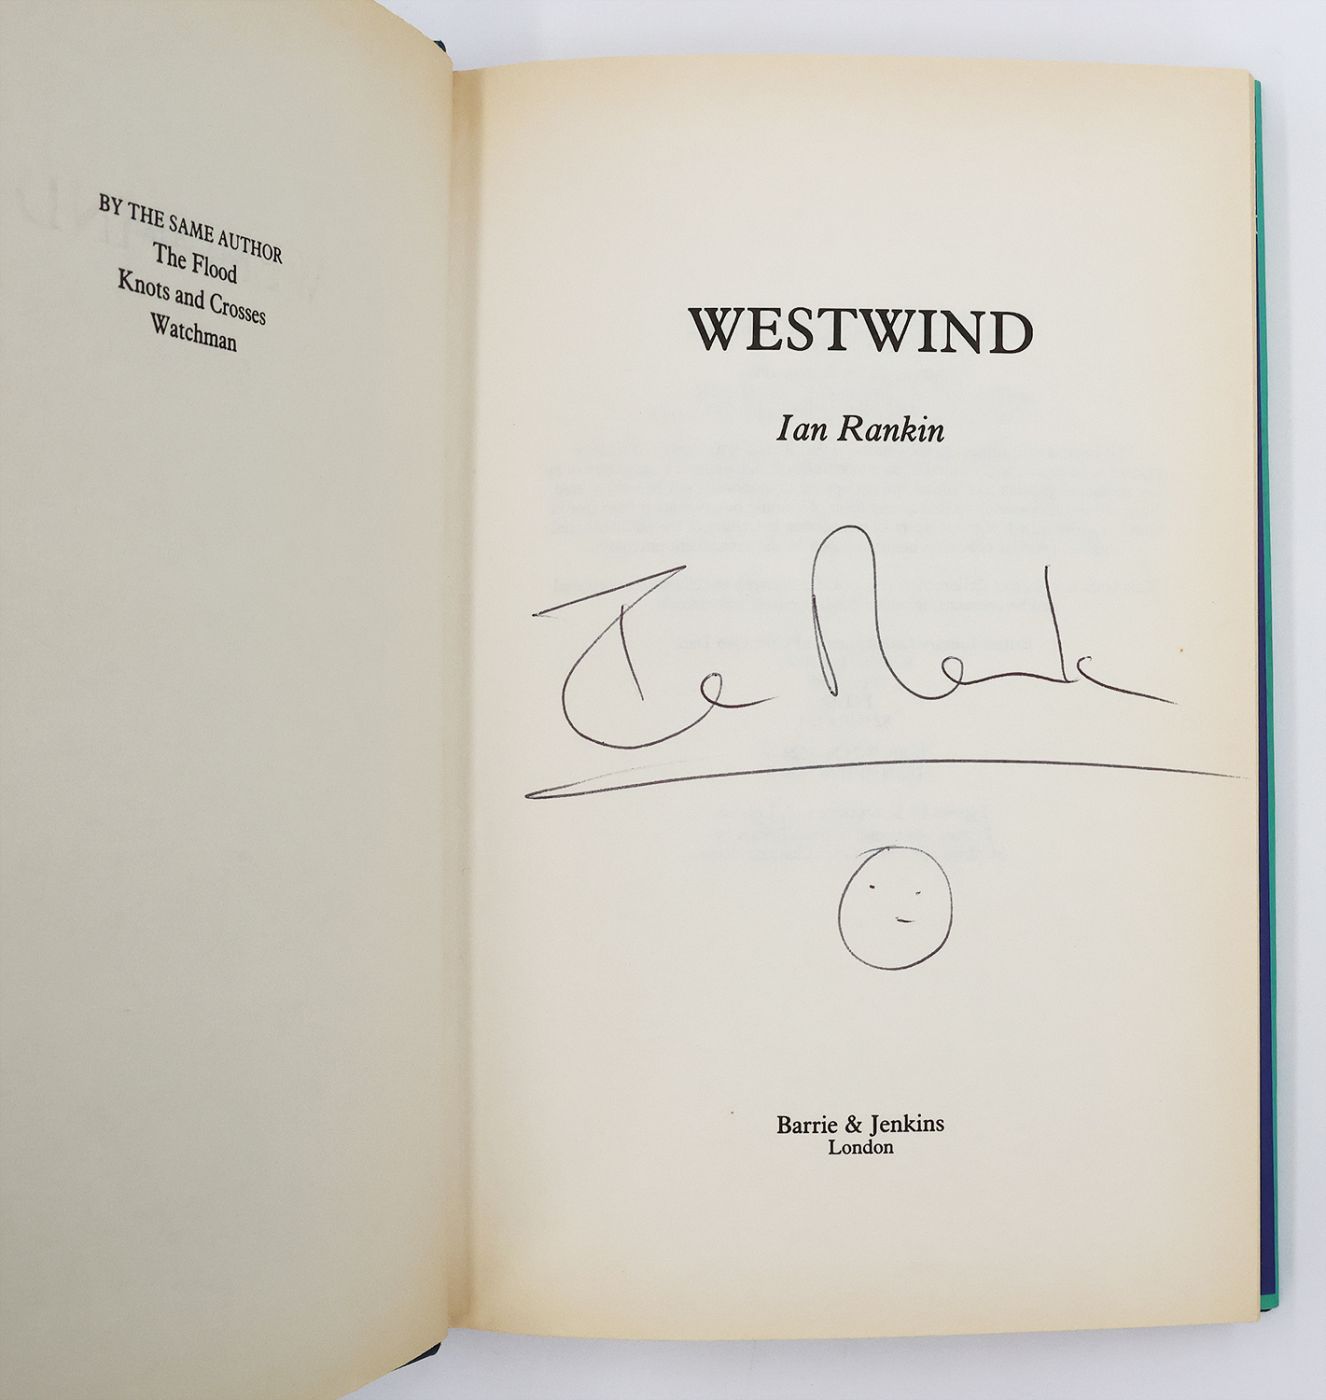 BY THE SAME AUTHOR
The Flood
Knots and Crosses
Watchman
WESTWIND
Ian Rankin
Barrie & Jenkins
London